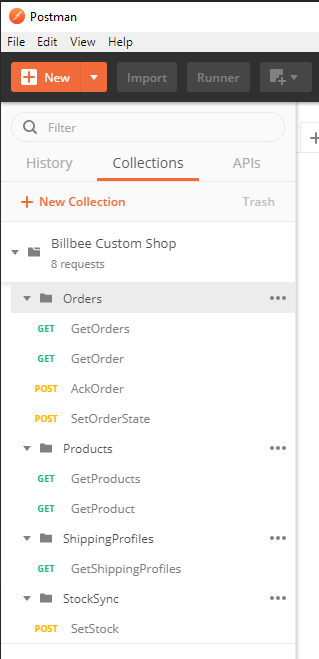 Postman
File Edit View Help
New Import Runner
Filter
History Collections APIs
+ New Collection Trash
Billbee Custom Shop
8 requests
Orders
GET GetOrders
GET GetOrder
POST AckOrder
POST SetOrderState
Products
GET GetProducts
GET GetProduct
ShippingProfiles
GET GetShippingProfiles
StockSync
POST SetStock